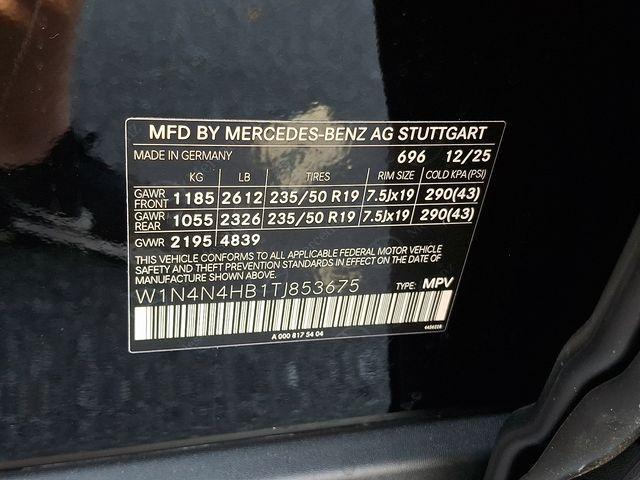 MFD BY MERCEDES-BENZ AG STUTTGART
MADE IN GERMANY 696 12/25
KG LB TIRES RIM SIZE COLD KPA (PSI)
GAWR FRONT 1185 2612 235/50 R19 7.5Jx19 290(43)
GAWR REAR 1055 2326 235/50 R19 7.5Jx19 290(43)
GVWR 2195 4839
THIS VEHICLE CONFORMS TO ALL APPLICABLE FEDERAL MOTOR VEHICLE
SAFETY AND THEFT PREVENTION STANDARDS IN EFFECT ON THE DATE OF
MANUFACTURE SHOWN ABOVE.
W1N4N4HB1TJ853675 TYPE: MPV
A 000 817 54 04